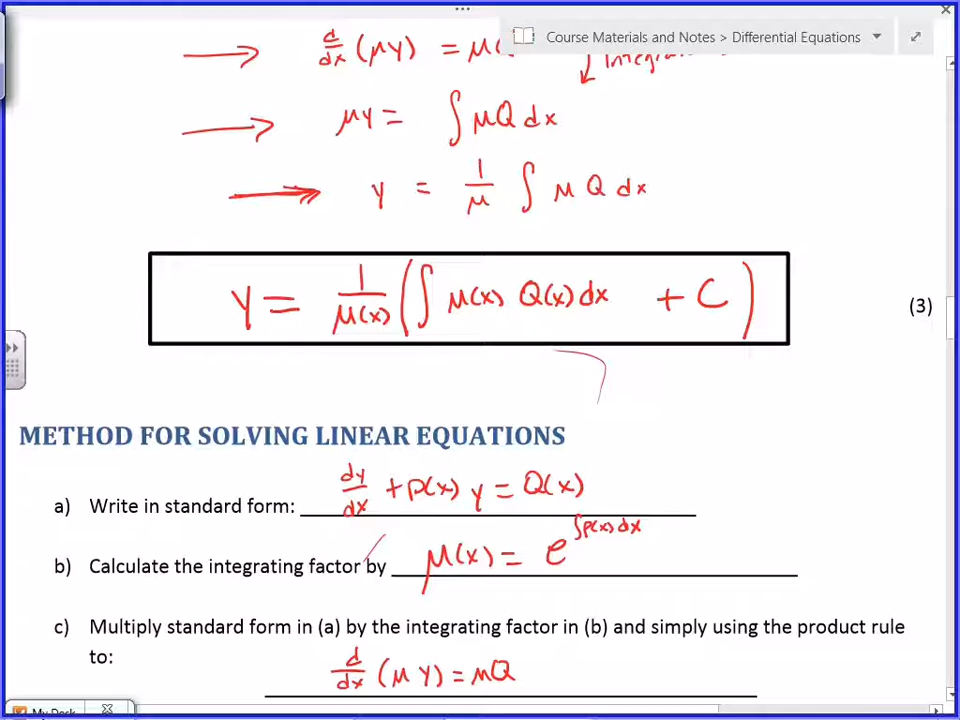 Course Materials and Notes > Differential Equations
d/dx (μy) = μ
μy = ∫ μQ dx
y = 1/μ ∫ μ Q dx
y = 1/μ(x) (∫ μ(x) Q(x) dx + C) (3)
METHOD FOR SOLVING LINEAR EQUATIONS
a) Write in standard form: dy/dx + p(x) y = Q(x)
b) Calculate the integrating factor by μ(x) = e^∫p(x)dx
c) Multiply standard form in (a) by the integrating factor in (b) and simply using the product rule
to:
d/dx (μ y) = μQ